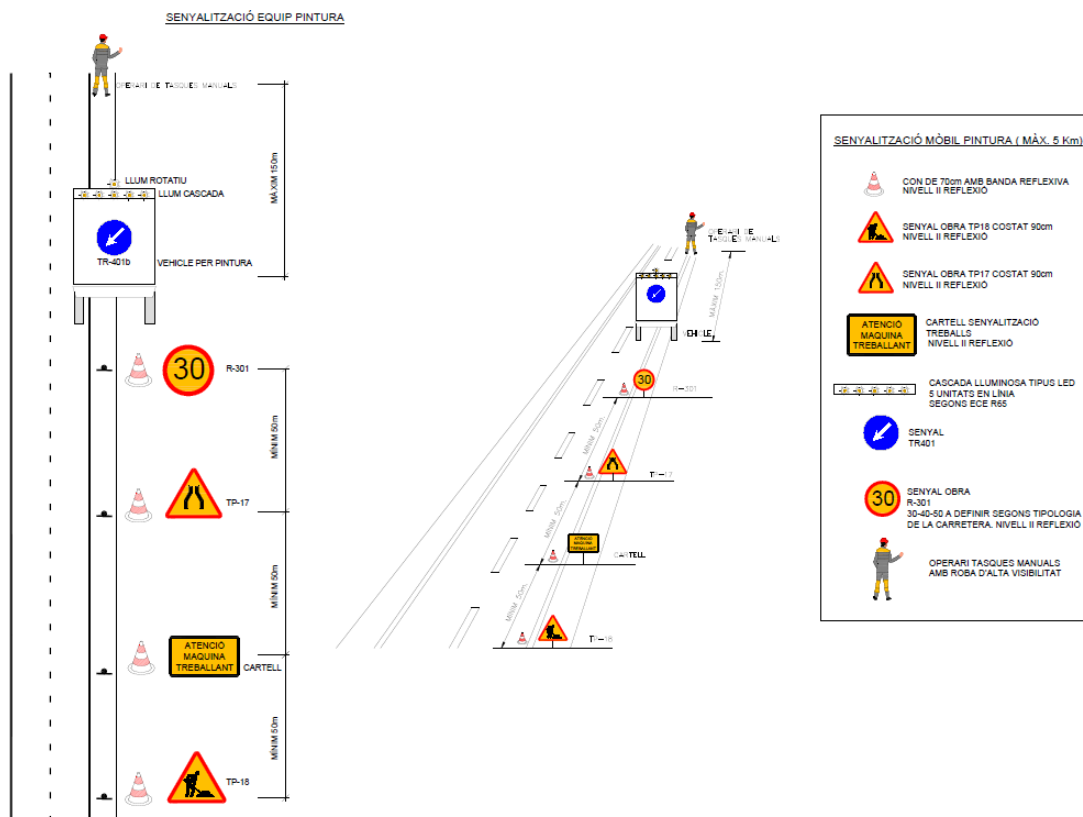 SENYALITZACIÓ EQUIP PINTURA
OPERARI DE TASQUES MANUALS
MÀXIM 150m
LLUM ROTATIU
LLUM CASCADA
TR-401b
VEHICLE PER PINTURA
30
R-301
MÍNIM 50m
TP-17
MÍNIM 50m
ATENCIÓ
MAQUINA
TREBALLANT
CARTELL
MÍNIM 50m
TP-18
OPERARI DE
TASQUES MANUALS
MÀXIM 150m.
VEHICLE
30
R-301
MÍNIM 50m.
TP-17
MÍNIM 50m.
ATENCIÓ
MAQUINA
TREBALLANT
CARTELL
MÍNIM 50m.
TP-18
SENYALITZACIÓ MÒBIL PINTURA ( MÀX. 5 Km)
CON DE 70cm AMB BANDA REFLEXIVA
NIVELL II REFLEXIÓ
SENYAL OBRA TP18 COSTAT 90cm
NIVELL II REFLEXIÓ
SENYAL OBRA TP17 COSTAT 90cm
NIVELL II REFLEXIÓ
ATENCIÓ
MAQUINA
TREBALLANT
CARTELL SENYALITZACIÓ
TREBALLS
NIVELL II REFLEXIÓ
CASCADA LLUMINOSA TIPUS LED
5 UNITATS EN LÍNIA
SEGONS ECE R65
SENYAL
TR401
30
SENYAL OBRA
R-301
30-40-50 A DEFINIR SEGONS TIPOLOGIA
DE LA CARRETERA. NIVELL II REFLEXIÓ
OPERARI TASQUES MANUALS
AMB ROBA D'ALTA VISIBILITAT